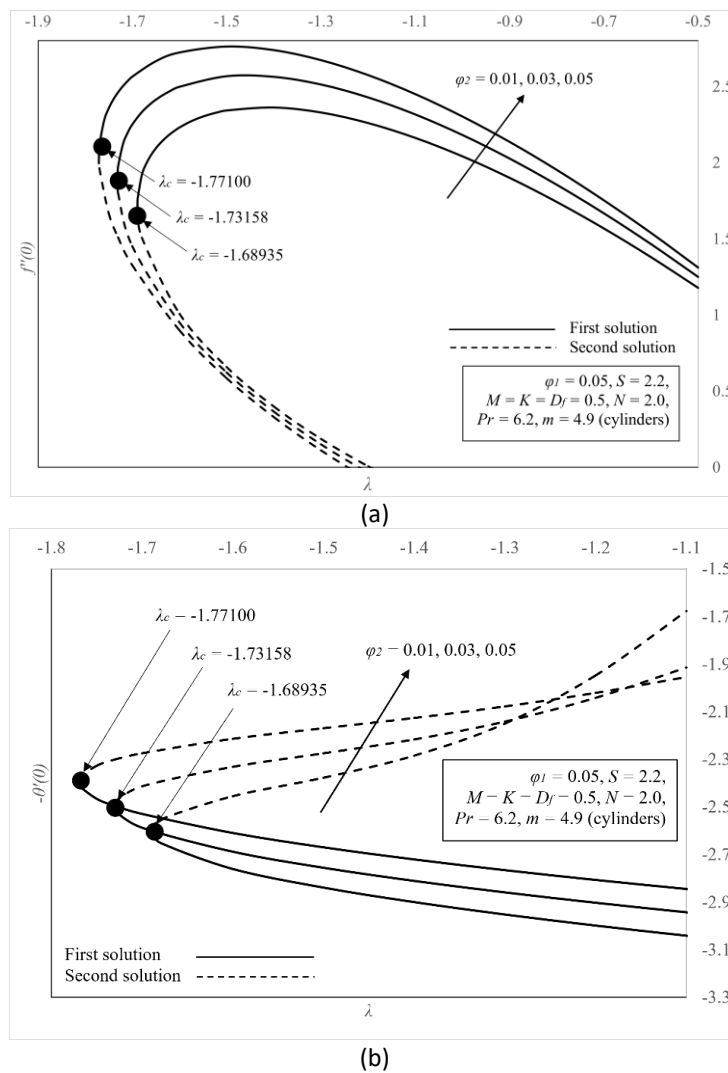 -1.9 -1.7 -1.5 -1.3 -1.1 -0.9 -0.7 -0.5
2.5
φ2 = 0.01, 0.03, 0.05
2
λc = -1.77100
λc = -1.73158
1.5
λc = -1.68935
f''(0)
1
First solution
Second solution
φ1 = 0.05, S = 2.2,
0.5
M = K = Df = 0.5, N = 2.0,
Pr = 6.2, m = 4.9 (cylinders)
0
λ
(a)
-1.8 -1.7 -1.6 -1.5 -1.4 -1.3 -1.2 -1.1
-1.5
λc − -1.77100
-1.7
λc = -1.73158
φ2 − 0.01, 0.03, 0.05
-1.9
λc − -1.68935
-2.1
-2.3
-θ'(0)
φ1 = 0.05, S = 2.2,
M − K − Df − 0.5, N − 2.0,
-2.5
Pr − 6.2, m = 4.9 (cylinders)
-2.7
-2.9
First solution
-3.1
Second solution
-3.3
λ
(b)